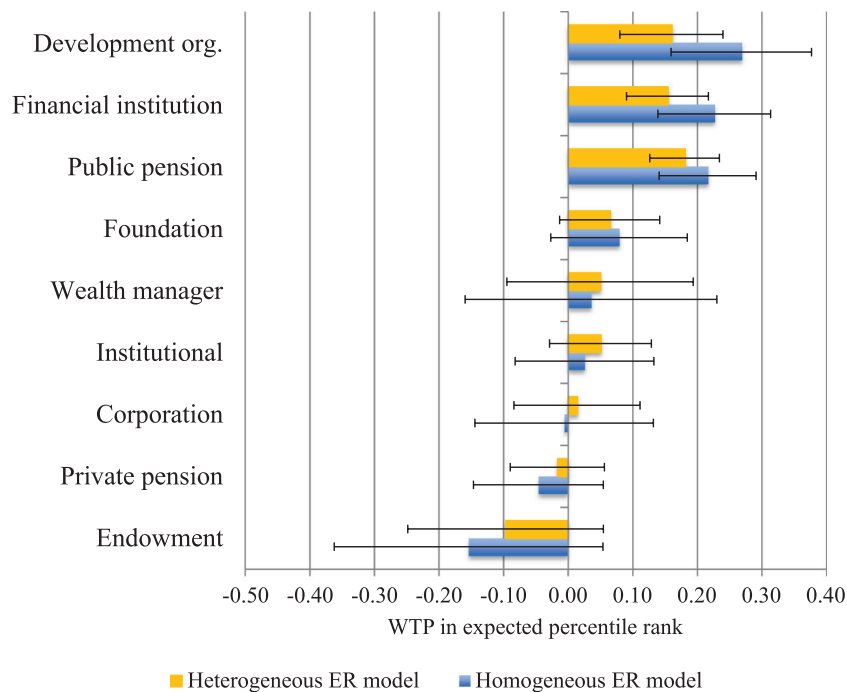 Development org.
Financial institution
Public pension
Foundation
Wealth manager
Institutional
Corporation
Private pension
Endowment
-0.50 -0.40 -0.30 -0.20 -0.10 0.00 0.10 0.20 0.30 0.40
WTP in expected percentile rank
Heterogeneous ER model Homogeneous ER model